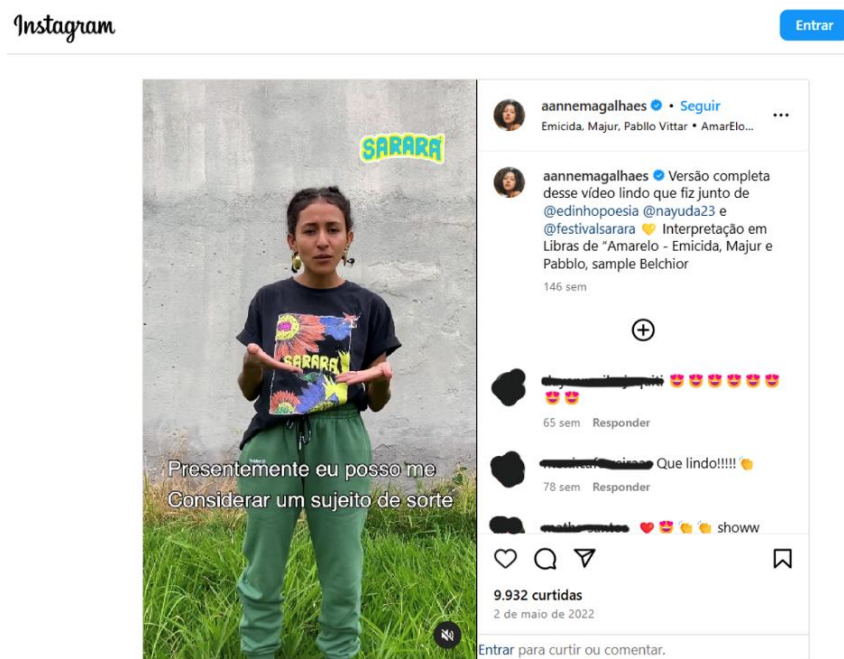 Instagram
Entrar
SARARÁ
SARARÁ
Presentemente eu posso me
Considerar um sujeito de sorte
aannemagalhaes • Seguir
Emicida, Majur, Pabllo Vittar • AmarElo...
aannemagalhaes Versão completa
desse vídeo lindo que fiz junto de
@edinhopoesia @nayuda23 e
@festivalsarara 💛 Interpretação em
Libras de "Amarelo - Emicida, Majur e
Pabblo, sample Belchior
146 sem
😍 😍 😍 😍 😍 😍
😍 😍
65 sem Responder
Que lindo!!!!! 👏
78 sem Responder
❤️ 😍 👏 👏 showw
9.932 curtidas
2 de maio de 2022
Entrar para curtir ou comentar.